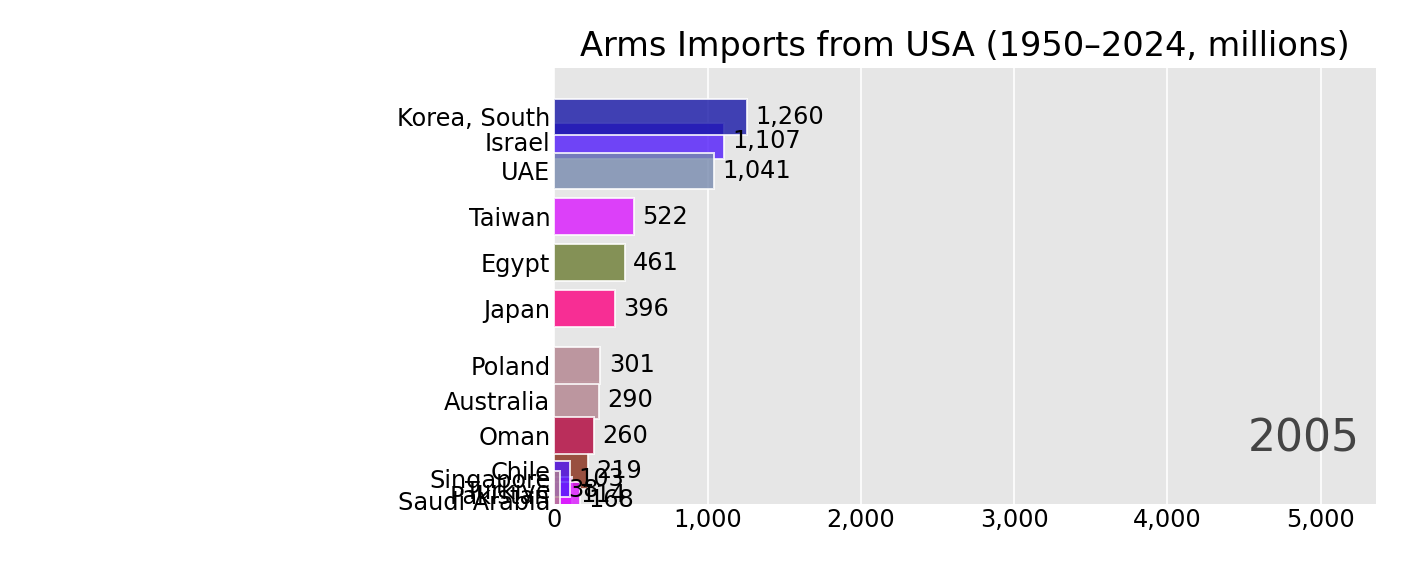 Arms Imports from USA (1950–2024, millions)
Korea, South 1,260
Israel 1,107
UAE 1,041
Taiwan 522
Egypt 461
Japan 396
Poland 301
Australia 290
Oman 260
2005
Chile 219
Singapore 103
Saudi Arabia 168
0 1,000 2,000 3,000 4,000 5,000